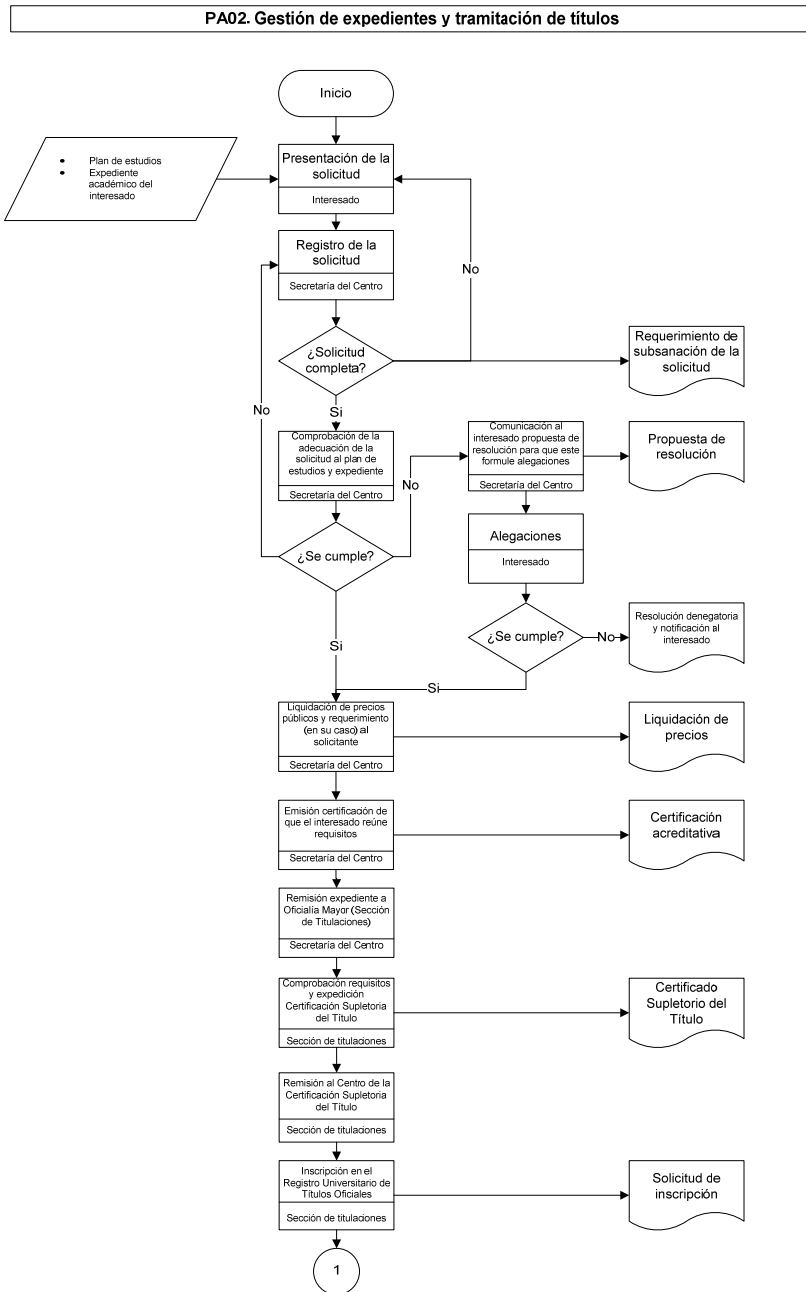 PA02. Gestión de expedientes y tramitación de títulos
Inicio
• Plan de estudios
• Expediente
académico del
interesado
Presentación de la
solicitud
Interesado
Registro de la
solicitud
Secretaría del Centro
No
No
¿Solicitud
completa?
Requerimiento de
subsanación de la
solicitud
Si
Comprobación de la
adecuación de la
solicitud al plan de
estudios y expediente
Secretaría del Centro
No
Comunicación al
interesado propuesta de
resolución para que este
formule alegaciones
Secretaría del Centro
Propuesta de
resolución
¿Se cumple?
Alegaciones
Interesado
¿Se cumple?
No
Resolución denegatoria
y notificación al
interesado
Si
Si
Liquidación de precios
públicos y requerimiento
(en su caso) al
solicitante
Secretaría del Centro
Liquidación de
precios
Emisión certificación de
que el interesado reúne
requisitos
Secretaría del Centro
Certificación
acreditativa
Remisión expediente a
Oficialía Mayor (Sección
de Titulaciones)
Secretaría del Centro
Comprobación requisitos
y expedición
Certificación Supletoria
del Título
Sección de titulaciones
Certificado
Supletorio del
Título
Remisión al Centro de la
Certificación Supletoria
del Título
Sección de titulaciones
Inscripción en el
Registro Universitario de
Títulos Oficiales
Sección de titulaciones
Solicitud de
inscripción
1